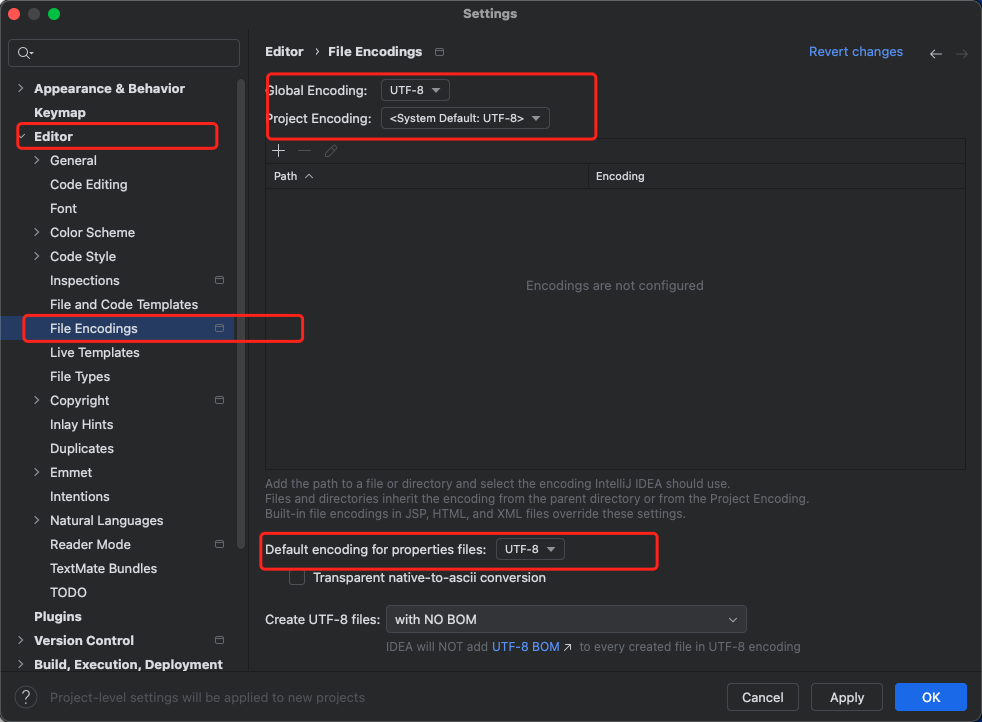 Settings
Appearance & Behavior
Keymap
Editor
General
Code Editing
Font
Color Scheme
Code Style
Inspections
File and Code Templates
File Encodings
Live Templates
File Types
Copyright
Inlay Hints
Duplicates
Emmet
Intentions
Natural Languages
Reader Mode
TextMate Bundles
TODO
Plugins
Version Control
Build, Execution, Deployment
Editor › File Encodings
Revert changes
Global Encoding: UTF-8
Project Encoding: <System Default: UTF-8>
Path Encoding
Encodings are not configured
Add the path to a file or directory and select the encoding IntelliJ IDEA should use.
Files and directories inherit the encoding from the parent directory or from the Project Encoding.
Built-in file encodings in JSP, HTML, and XML files override these settings.
Default encoding for properties files: UTF-8
Transparent native-to-ascii conversion
Create UTF-8 files: with NO BOM
IDEA will NOT add UTF-8 BOM ↗ to every created file in UTF-8 encoding
? Project-level settings will be applied to new projects
Cancel Apply OK